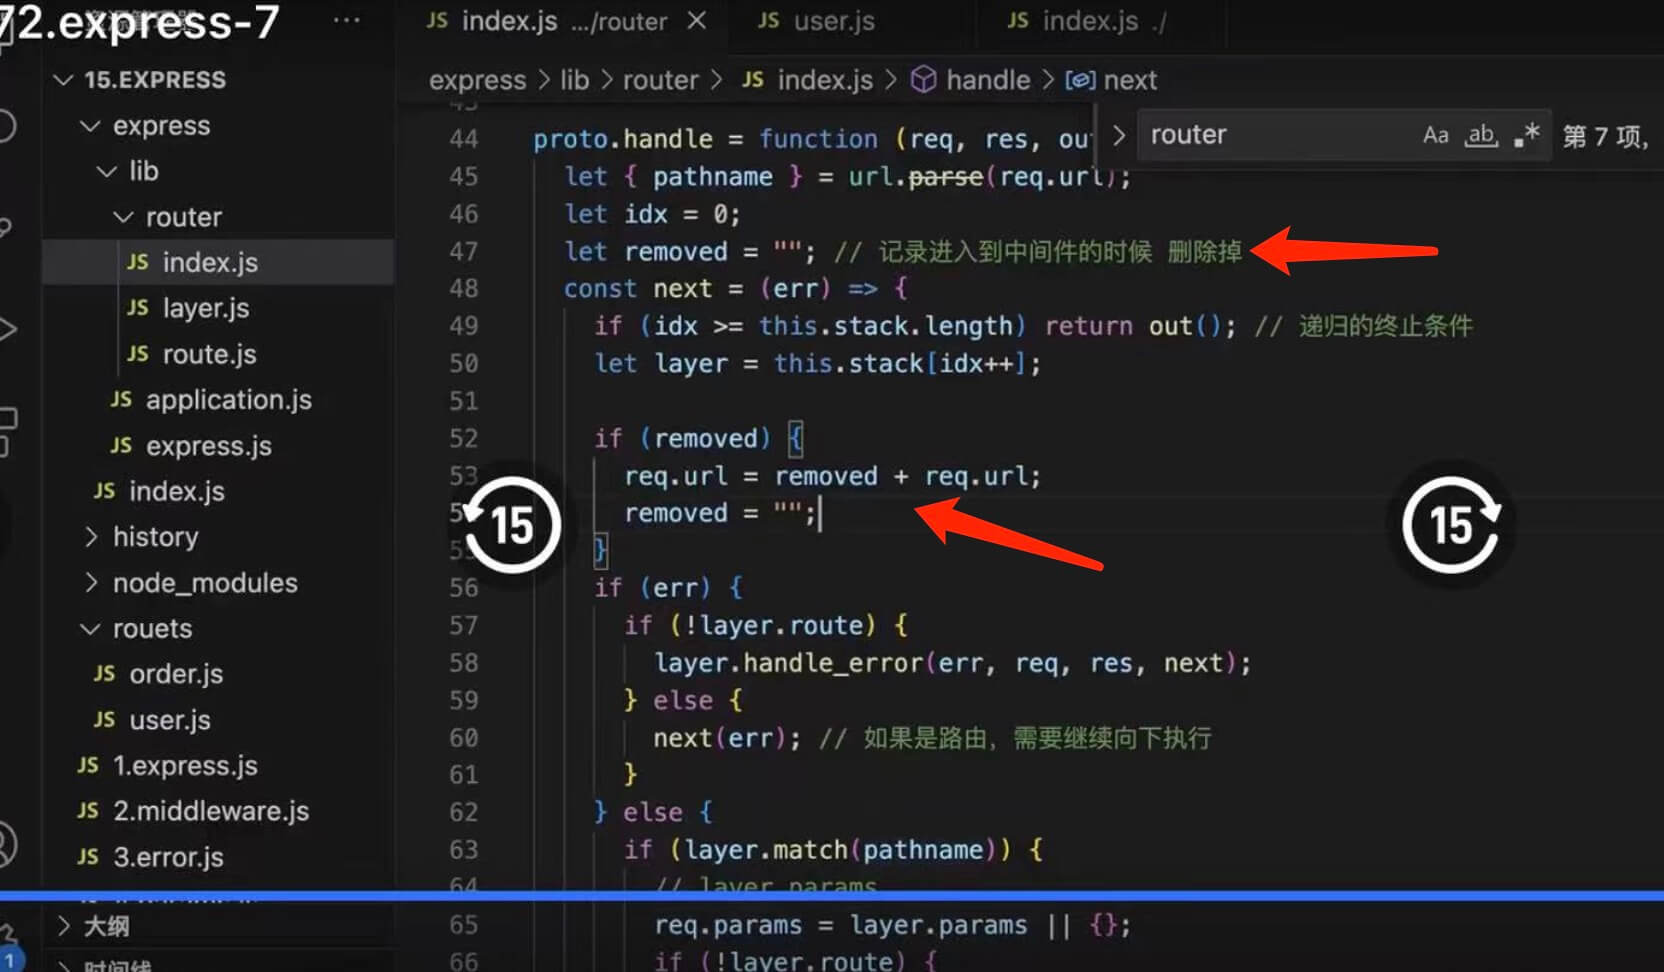 72.express-7
15.EXPRESS
express
lib
router
JS index.js
JS layer.js
JS route.js
JS application.js
JS express.js
JS index.js
history
node_modules
rouets
JS order.js
JS user.js
JS 1.express.js
JS 2.middleware.js
JS 3.error.js
大纲
时间线
1
JS index.js .../router
JS user.js
JS index.js ./
express > lib > router > JS index.js > handle > next
router Aa ab .* 第 7 项,
44 proto.handle = function (req, res, ou
45 let { pathname } = url.parse(req.url);
46 let idx = 0;
47 let removed = ""; // 记录进入到中间件的时候 删除掉
48 const next = (err) => {
49 if (idx >= this.stack.length) return out(); // 递归的终止条件
50 let layer = this.stack[idx++];
51
52 if (removed) {
53 req.url = removed + req.url;
removed = "";
}
15
15
56 if (err) {
57 if (!layer.route) {
58 layer.handle_error(err, req, res, next);
59 } else {
60 next(err); // 如果是路由，需要继续向下执行
61 }
62 } else {
63 if (layer.match(pathname)) {
64 // layer params
65 req.params = layer.params || {};
66 if (!layer.route) {